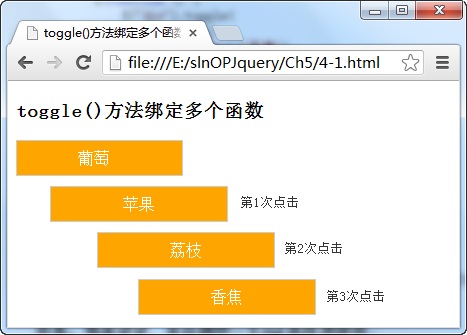 toggle()方法绑定多个函数
file:///E:/slnOPJquery/Ch5/4-1.html
toggle()方法绑定多个函数
葡萄
苹果 第1次点击
荔枝 第2次点击
香焦 第3次点击